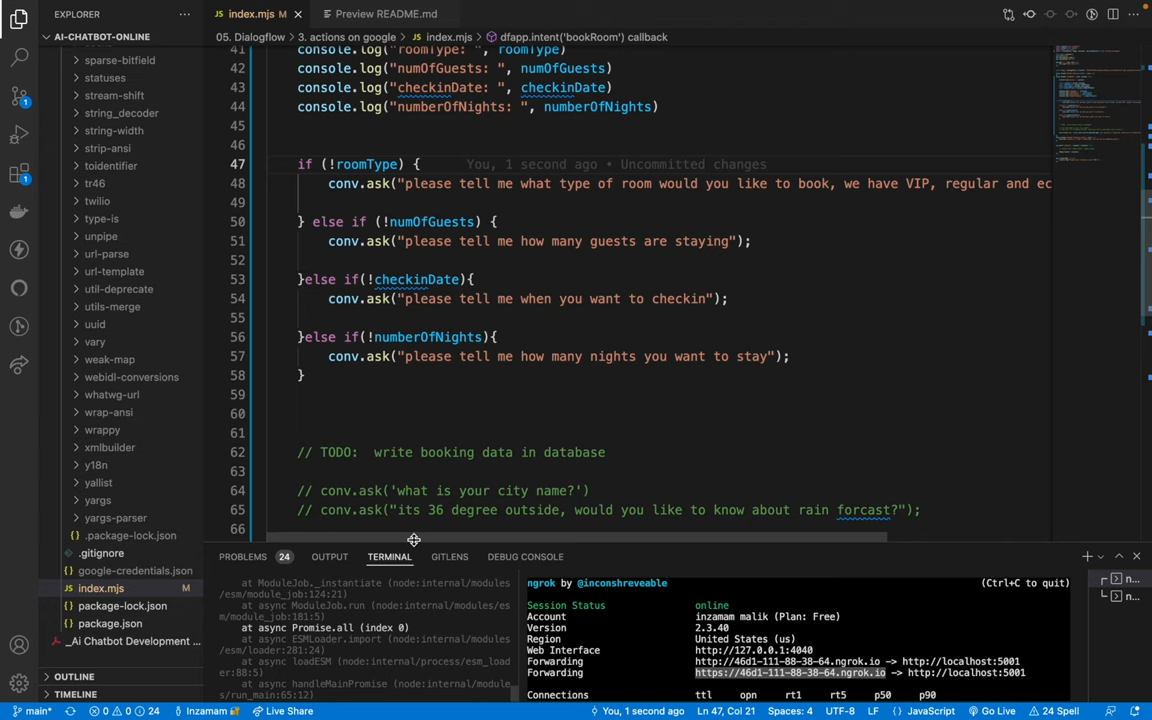 EXPLORER
index.mjs M
Preview README.md
AI-CHATBOT-ONLINE
05. Dialogflow > 3. actions on google > index.mjs > dfapp.intent('bookRoom') callback
sparse-bitfield
statuses
stream-shift
string_decoder
string-width
strip-ansi
toidentifier
tr46
twilio
type-is
unpipe
url-parse
url-template
util-deprecate
utils-merge
uuid
vary
weak-map
webidl-conversions
whatwg-url
wrap-ansi
wrappy
xmlbuilder
y18n
yallist
yargs
yargs-parser
.package-lock.json
.gitignore
google-credentials.json
index.mjs M
package-lock.json
package.json
_Ai Chatbot Development ...
OUTLINE
TIMELINE
41 console.log("roomType: ", roomType)
42 console.log("numOfGuests: ", numOfGuests)
43 console.log("checkinDate: ", checkinDate)
44 console.log("numberOfNights: ", numberOfNights)
45
46
47 if (!roomType) { You, 1 second ago • Uncommitted changes
48 conv.ask("please tell me what type of room would you like to book, we have VIP, regular and ec
49
50 } else if (!numOfGuests) {
51 conv.ask("please tell me how many guests are staying");
52
53 }else if(!checkinDate){
54 conv.ask("please tell me when you want to checkin");
55
56 }else if(!numberOfNights){
57 conv.ask("please tell me how many nights you want to stay");
58 }
59
60
61
62 // TODO: write booking data in database
63
64 // conv.ask('what is your city name?')
65 // conv.ask("its 36 degree outside, would you like to know about rain forcast?");
66
PROBLEMS 24 OUTPUT TERMINAL GITLENS DEBUG CONSOLE
at ModuleJob._instantiate (node:internal/modules
/esm/module_job:124:21)
at async ModuleJob.run (node:internal/modules/es
m/module_job:181:5)
at async Promise.all (index 0)
at async ESMLoader.import (node:internal/modules
/esm/loader:281:24)
at async loadESM (node:internal/process/esm_load
er:88:5)
at async handleMainPromise (node:internal/module
s/run_main:65:12)
ngrok by @inconshreveable (Ctrl+C to quit)
Session Status online
Account inzamam malik (Plan: Free)
Version 2.3.40
Region United States (us)
Web Interface http://127.0.0.1:4040
Forwarding http://46d1-111-88-38-64.ngrok.io -> http://localhost:5001
Forwarding https://46d1-111-88-38-64.ngrok.io -> http://localhost:5001
Connections ttl opn rt1 rt5 p50 p90
n...
n...
main* 0 0 24 Inzamam Live Share You, 1 second ago Ln 47, Col 21 Spaces: 4 UTF-8 LF JavaScript Go Live 24 Spell